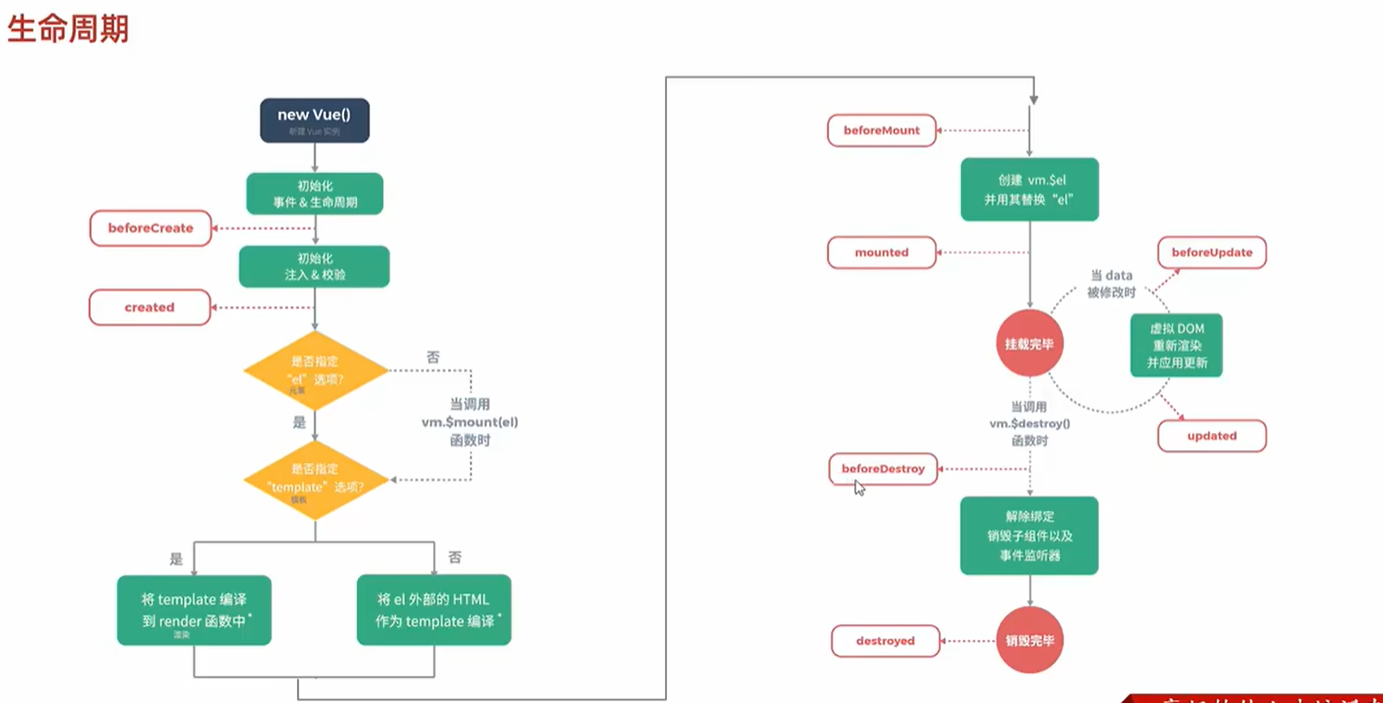 生命周期
new Vue()
新建 Vue 实例
初始化
事件 & 生命周期
beforeCreate
初始化
注入 & 校验
created
是否指定
“el” 选项?
元素
否
当调用
vm.$mount(el)
函数时
是
是否指定
“template” 选项?
模板
是
否
将 template 编译
到 render 函数中*
渲染
将 el 外部的 HTML
作为 template 编译*
beforeMount
创建 vm.$el
并用其替换 “el”
mounted
挂载完毕
当 data
被修改时
beforeUpdate
虚拟 DOM
重新渲染
并应用更新
updated
当调用
vm.$destroy()
函数时
beforeDestroy
解除绑定
销毁子组件以及
事件监听器
销毁完毕
destroyed